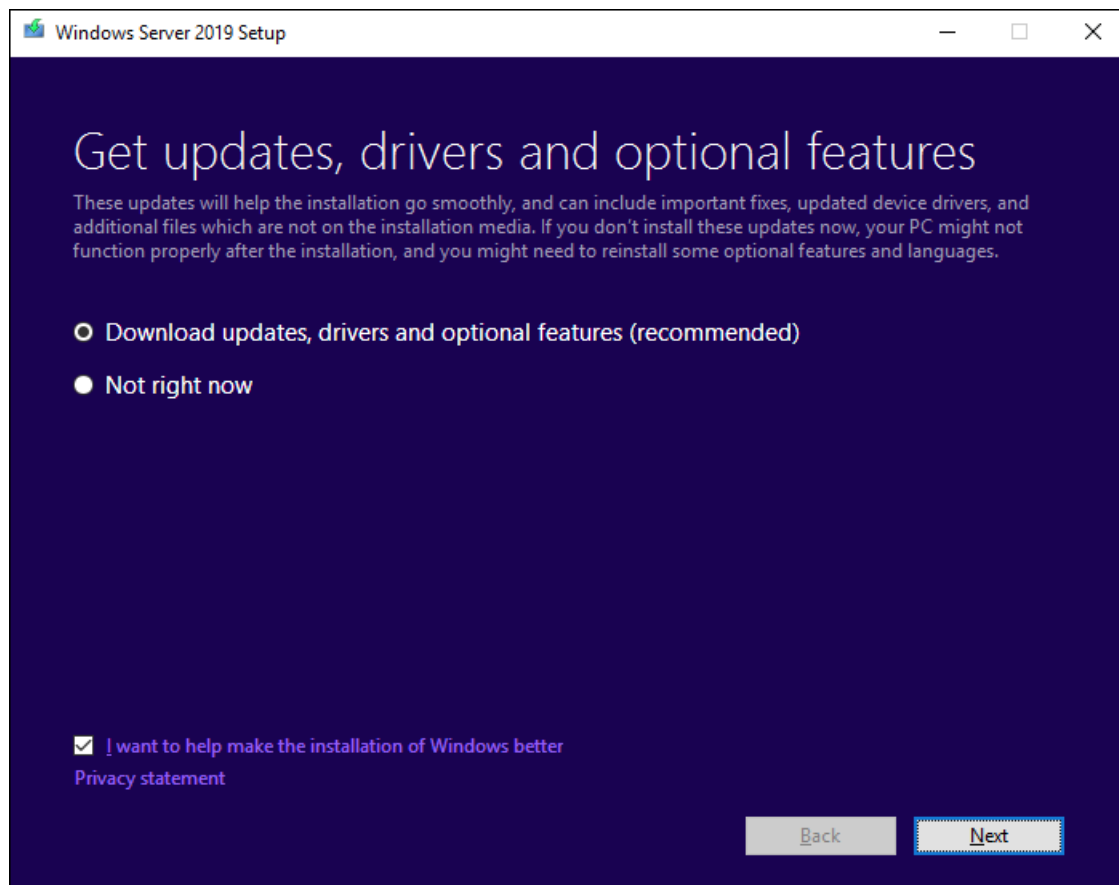 Windows Server 2019 Setup
Get updates, drivers and optional features
These updates will help the installation go smoothly, and can include important fixes, updated device drivers, and
additional files which are not on the installation media. If you don't install these updates now, your PC might not
function properly after the installation, and you might need to reinstall some optional features and languages.
Download updates, drivers and optional features (recommended)
Not right now
I want to help make the installation of Windows better
Privacy statement
Back
Next